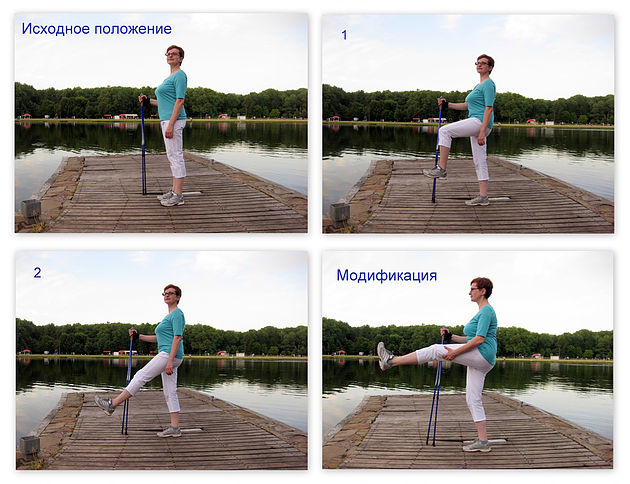 Исходное положение
1
2
Модификация